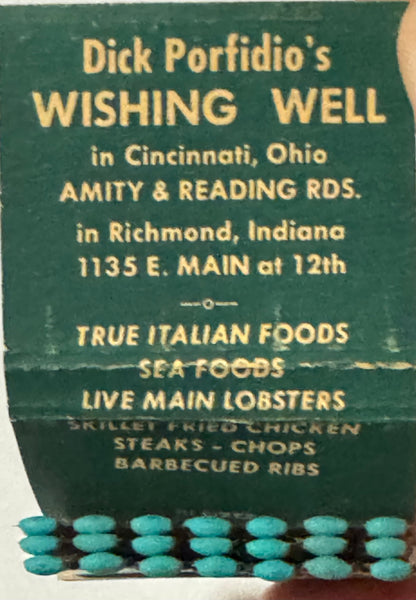 Dick Porfidio's
WISHING WELL
in Cincinnati, Ohio
AMITY & READING RDS.
in Richmond, Indiana
1135 E. MAIN at 12th
TRUE ITALIAN FOODS
SEA FOODS
LIVE MAIN LOBSTERS
SKILLET FRIED CHICKEN
STEAKS - CHOPS
BARBECUED RIBS